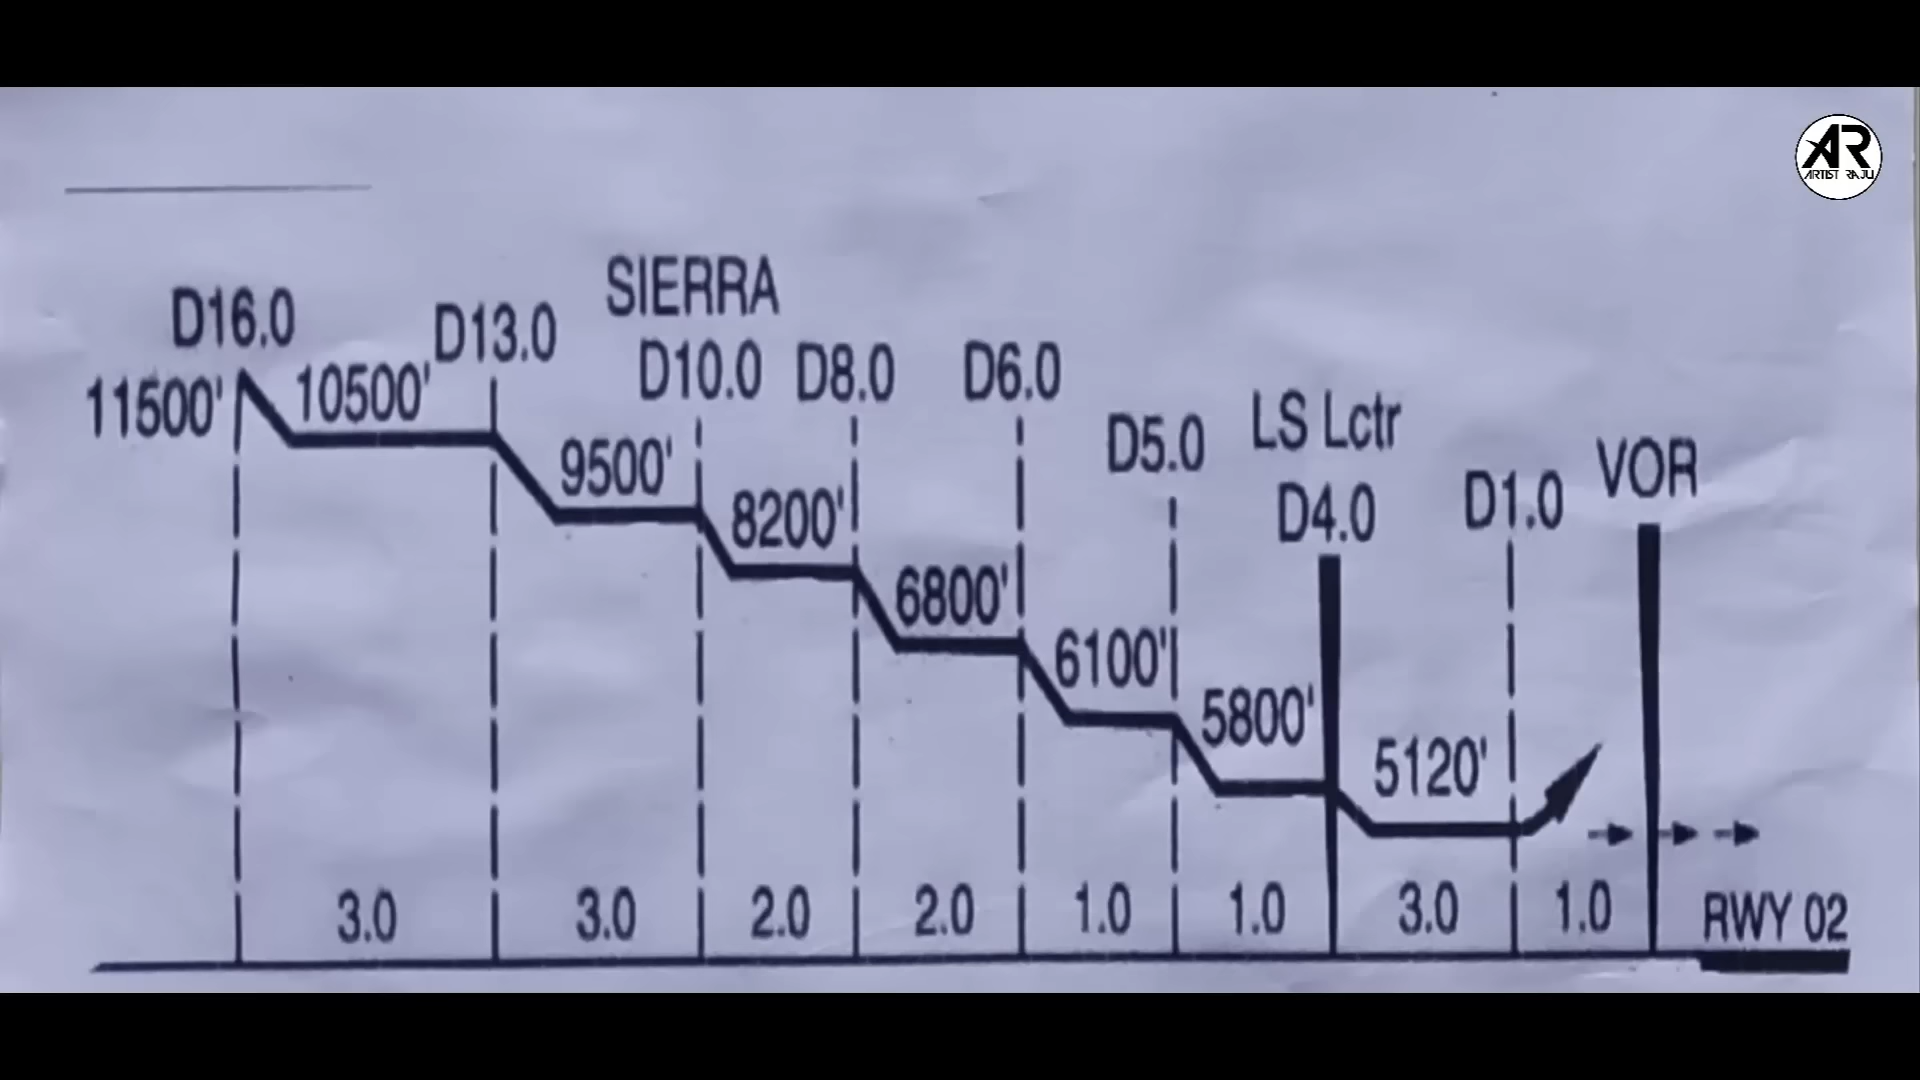 AR
ARTIST RAJU
SIERRA
D16.0
D13.0
D10.0
D8.0
D6.0
D5.0
LS Lctr
D4.0
D1.0
VOR
11500'
10500'
9500'
8200'
6800'
6100'
5800'
5120'
3.0 3.0 2.0 2.0 1.0 1.0 3.0 1.0 RWY 02